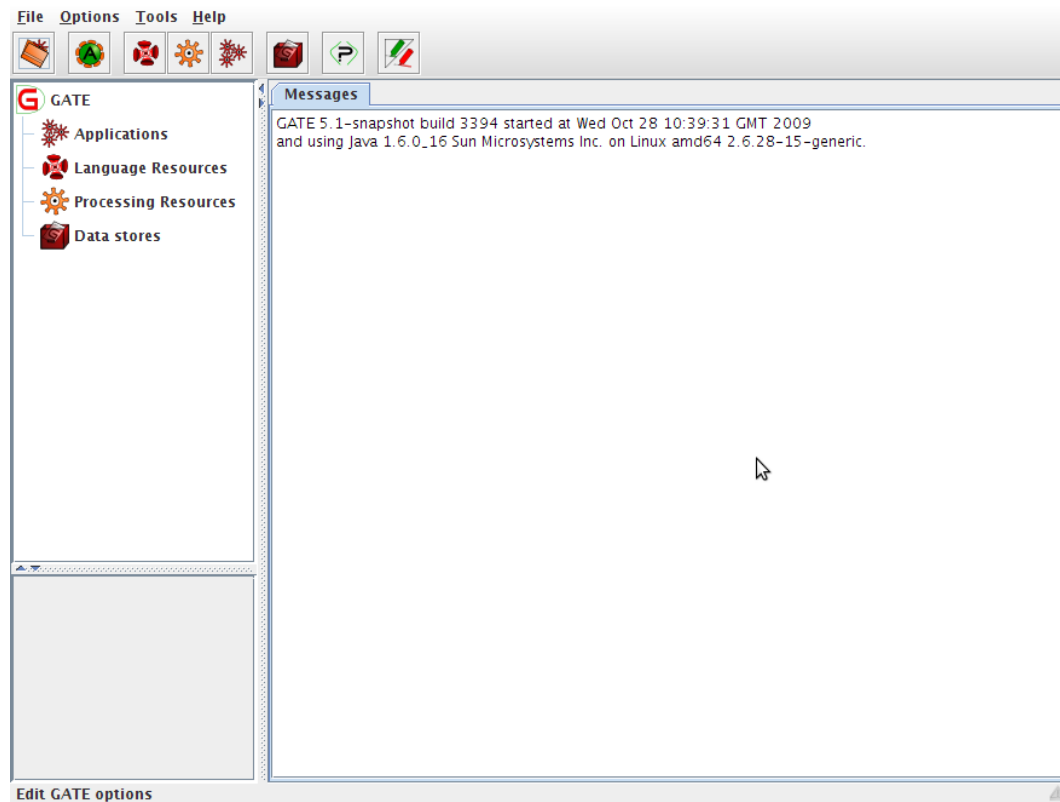 File Options Tools Help
GATE
Applications
Language Resources
Processing Resources
Data stores
Messages
GATE 5.1-snapshot build 3394 started at Wed Oct 28 10:39:31 GMT 2009
and using Java 1.6.0_16 Sun Microsystems Inc. on Linux amd64 2.6.28-15-generic.
Edit GATE options